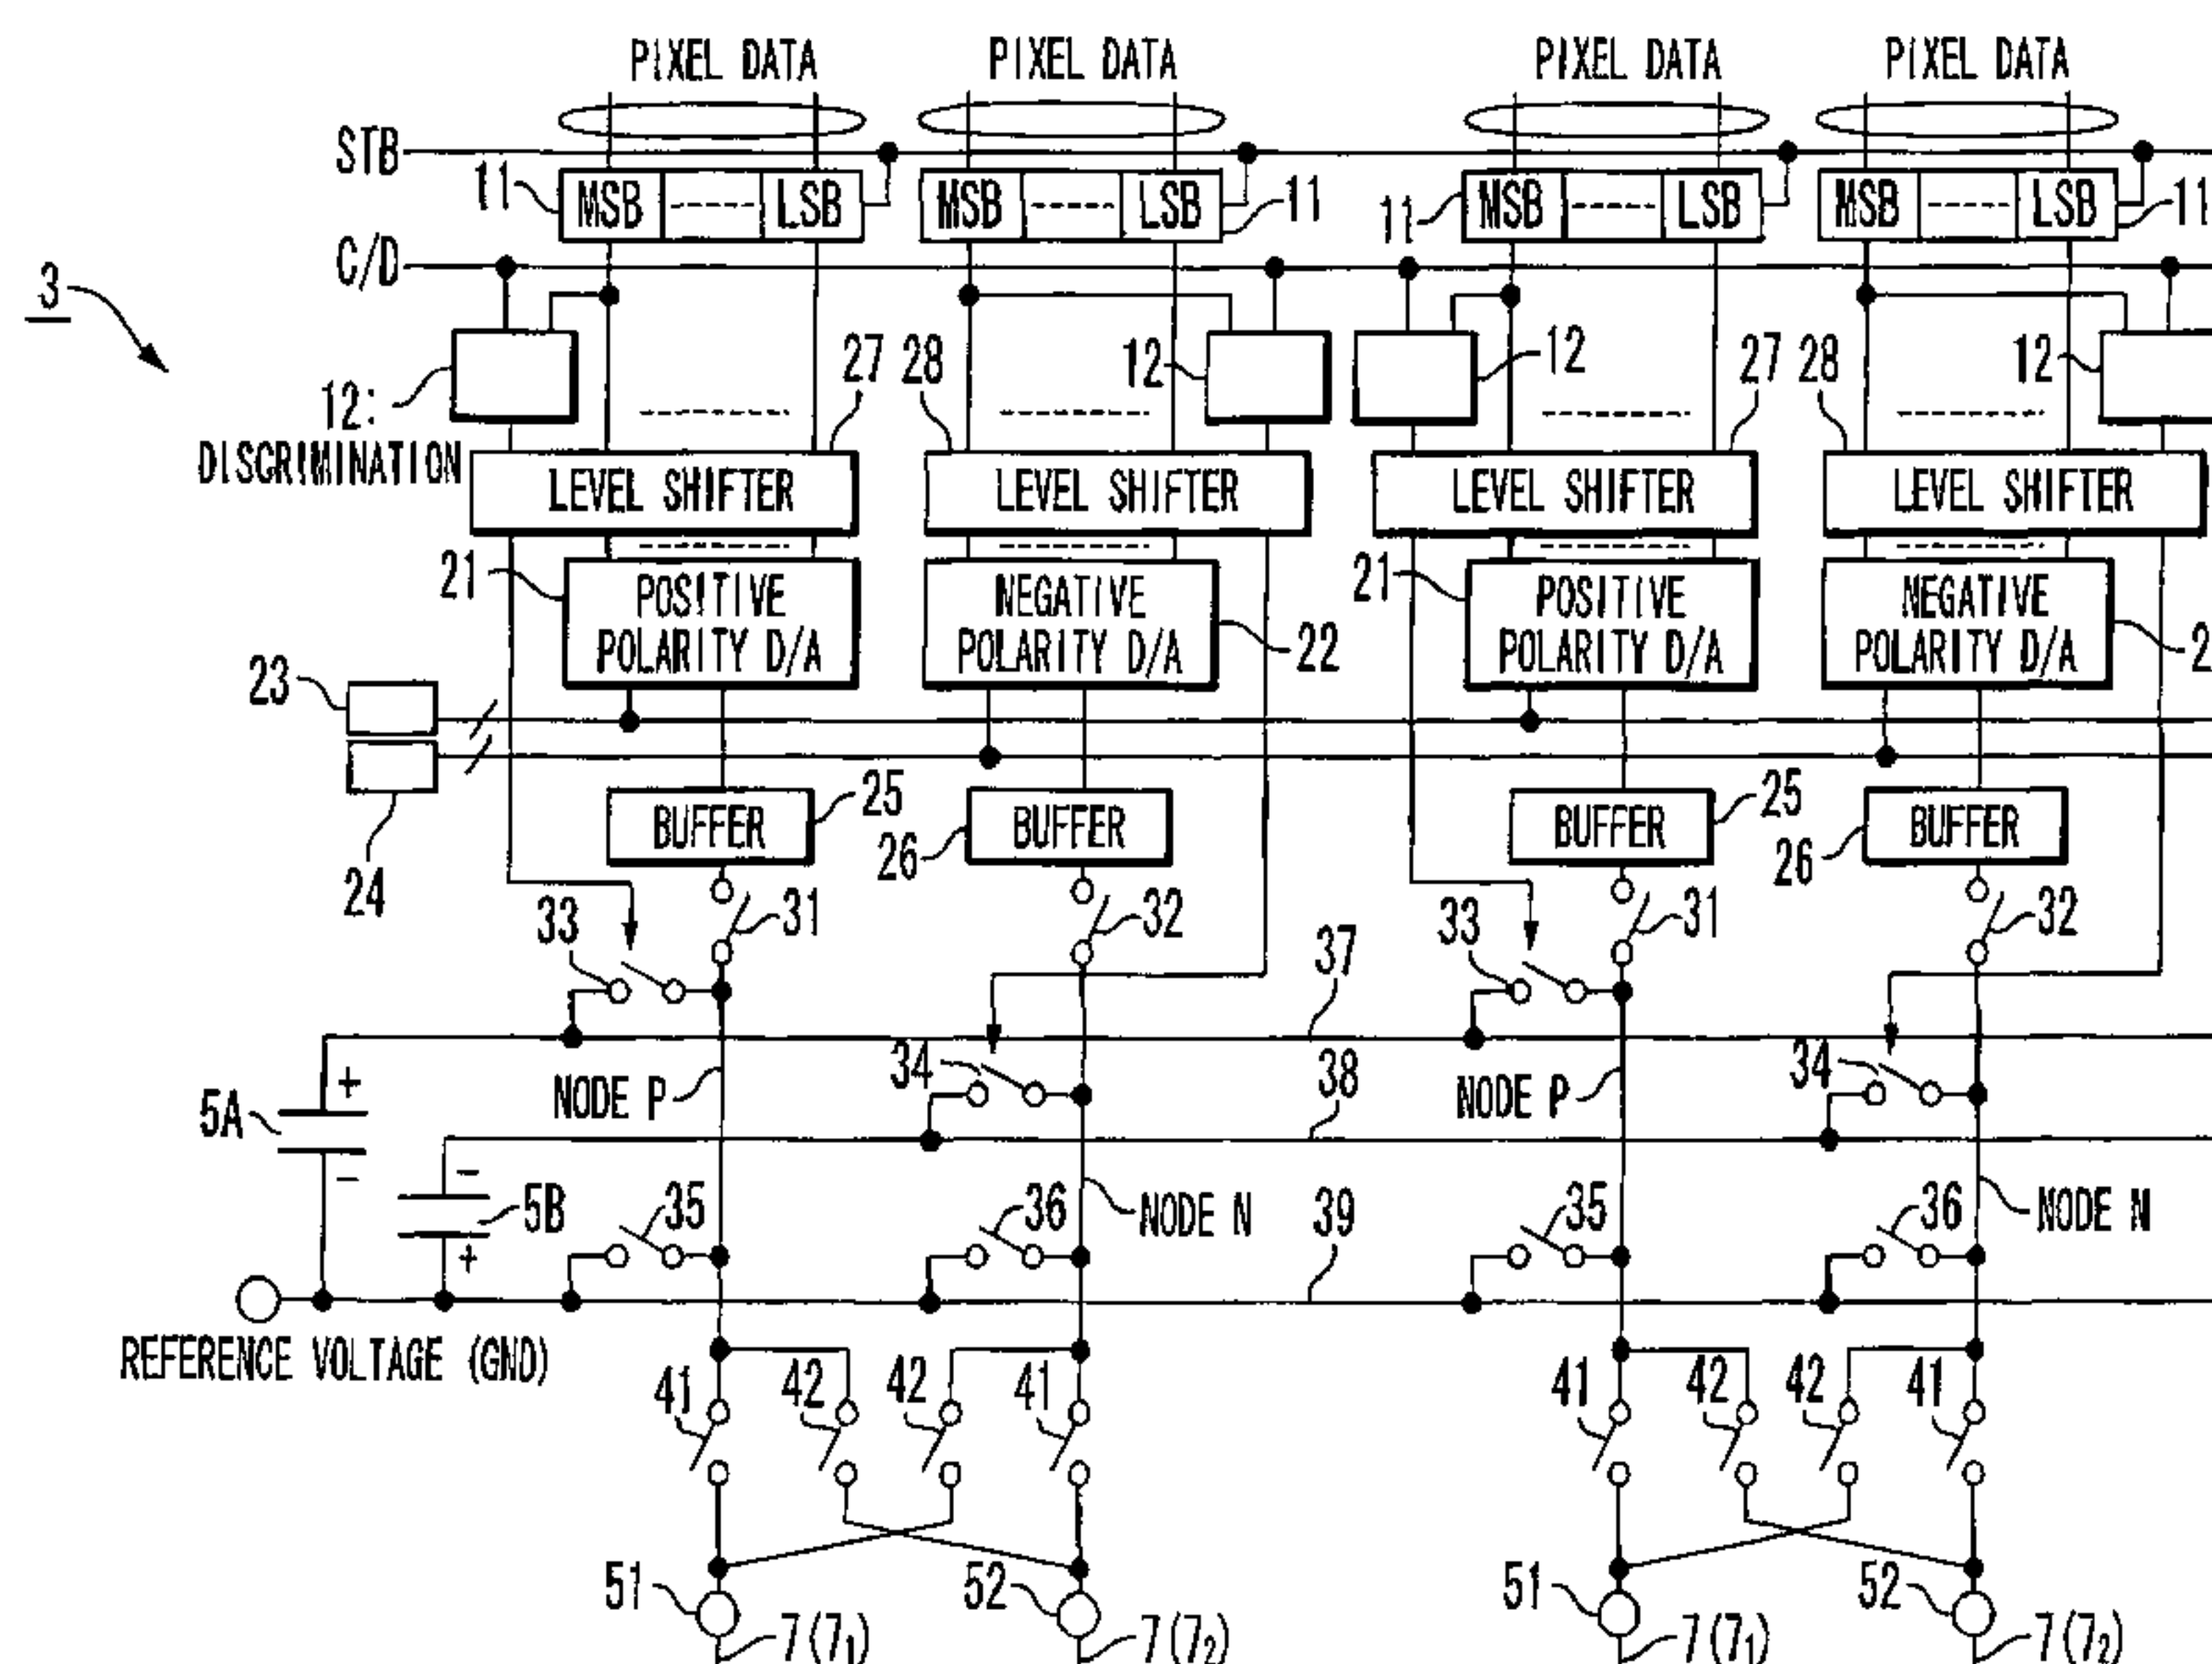 PIXEL DATA PIXEL DATA PIXEL DATA PIXEL DATA
STB
11 MSB LSB MSB LSB 11 11 MSB LSB MSB LSB 11
C/D
3
12: 12 12 12
DISCRIMINATION
27 28 27 28
LEVEL SHIFTER LEVEL SHIFTER LEVEL SHIFTER LEVEL SHIFTER
21 POSITIVE NEGATIVE 21 POSITIVE NEGATIVE
POLARITY D/A POLARITY D/A 22 POLARITY D/A POLARITY D/A 2
23
24
BUFFER 25 26 BUFFER BUFFER 25 26 BUFFER
33 31 32 33 31 32
37
5A + NODE P 34 38 NODE P 34
−
− 5B 35 36 NODE N 39 35 36 NODE N
+
REFERENCE VOLTAGE (GND)
41 42 42 41 41 42 42 41
51 52 51 52
7(7₁) 7(7₂) 7(7₁) 7(7₂)